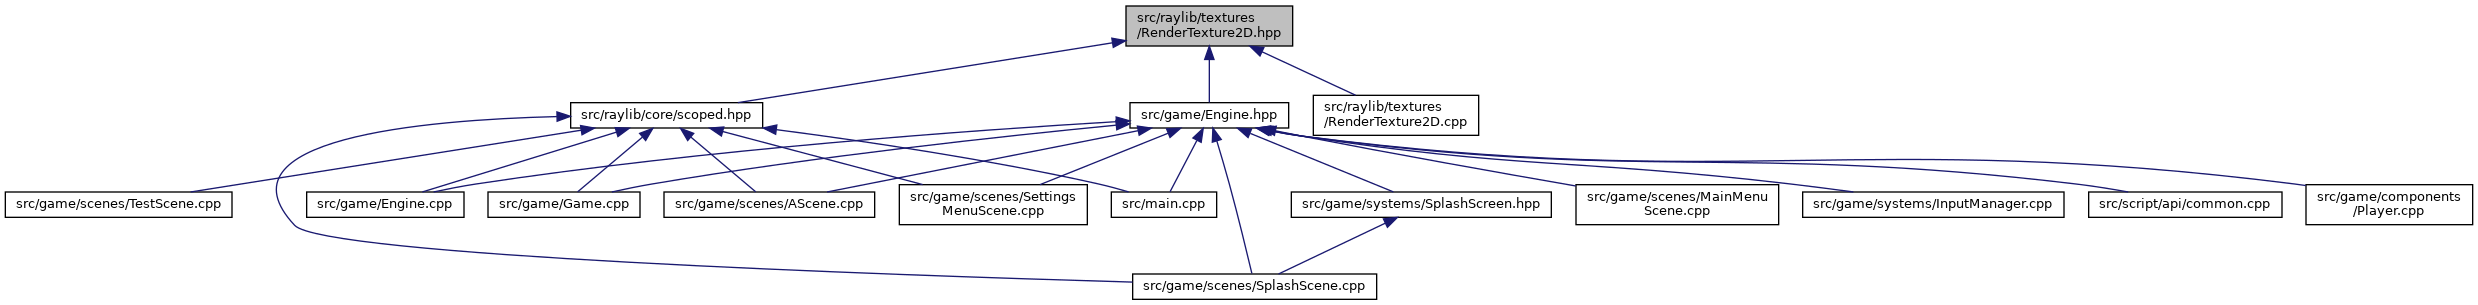 src/raylib/textures
/RenderTexture2D.hpp
src/raylib/core/scoped.hpp
src/game/Engine.hpp
src/raylib/textures
/RenderTexture2D.cpp
src/game/scenes/TestScene.cpp
src/game/Engine.cpp
src/game/Game.cpp
src/game/scenes/AScene.cpp
src/game/scenes/Settings
MenuScene.cpp
src/main.cpp
src/game/systems/SplashScreen.hpp
src/game/scenes/MainMenu
Scene.cpp
src/game/systems/InputManager.cpp
src/script/api/common.cpp
src/game/components
/Player.cpp
src/game/scenes/SplashScene.cpp